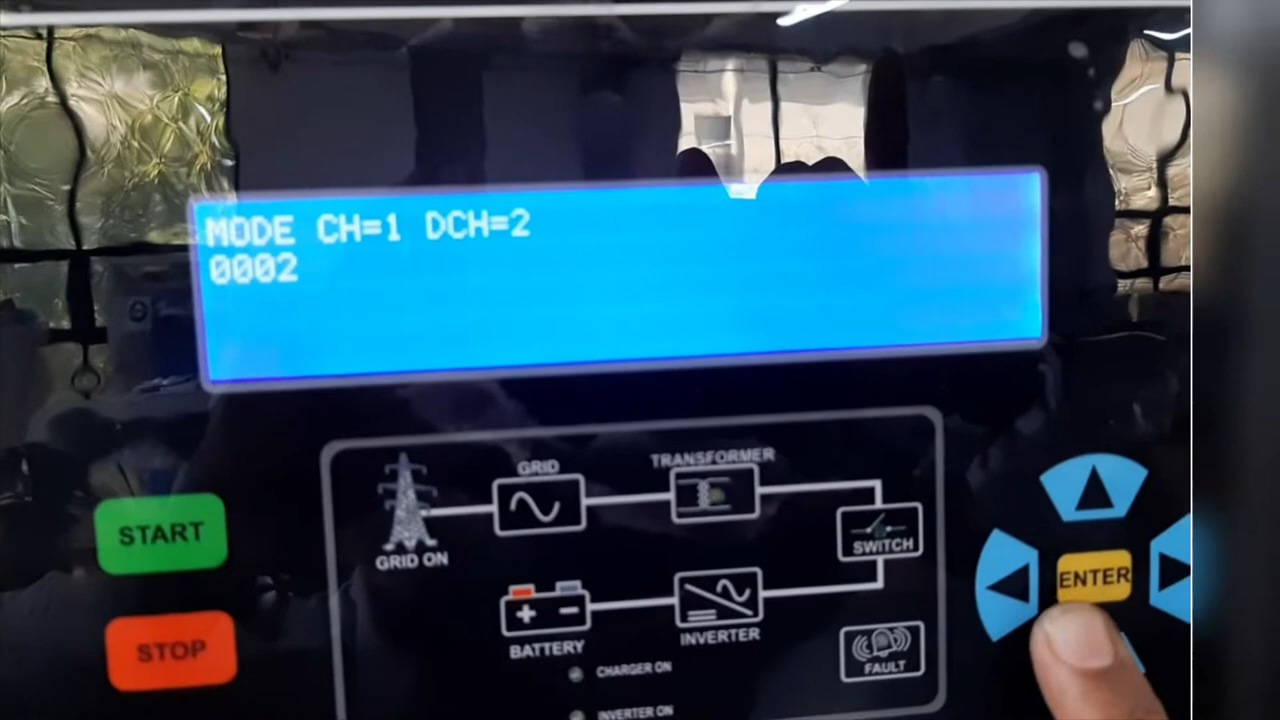 MODE CH=1 DCH=2
0002
GRID
TRANSFORMER
START
GRID ON
SWITCH
ENTER
STOP
BATTERY
INVERTER
FAULT
CHARGER ON
INVERTER ON